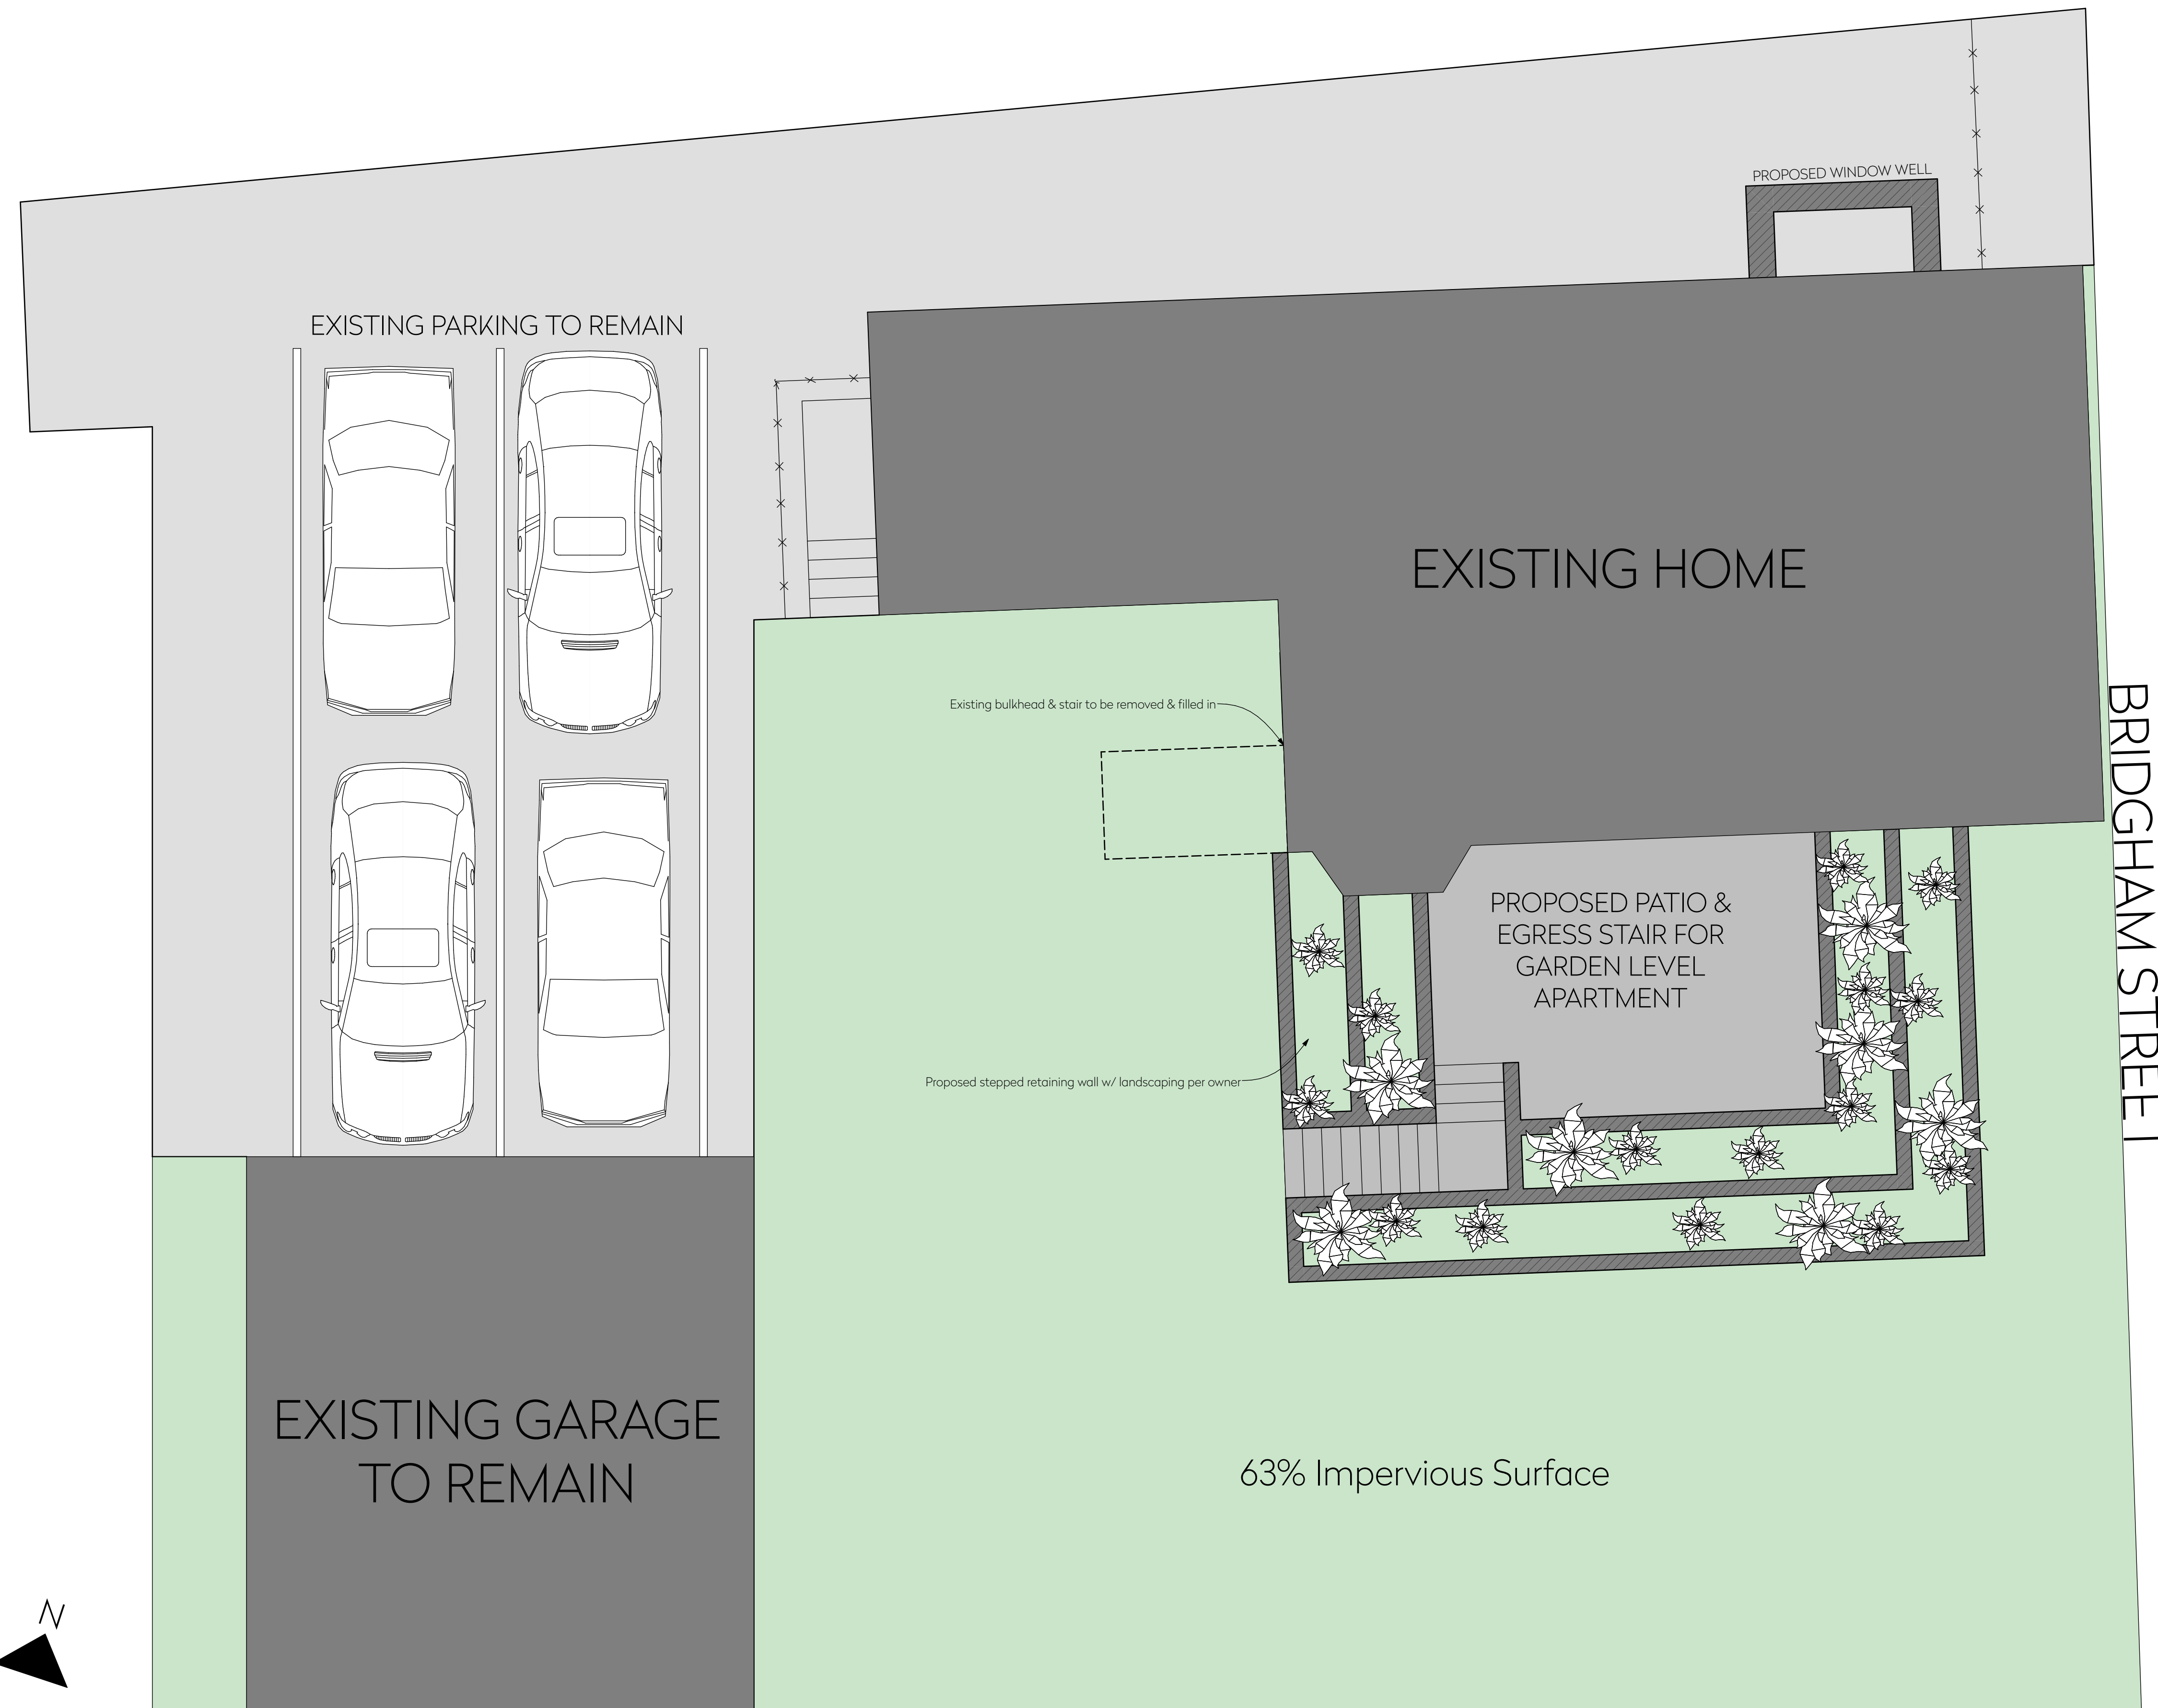 PROPOSED WINDOW WELL
EXISTING PARKING TO REMAIN
EXISTING HOME
Existing bulkhead & stair to be removed & filled in
BRIDGHAM STREET
PROPOSED PATIO &
EGRESS STAIR FOR
GARDEN LEVEL
APARTMENT
Proposed stepped retaining wall w/ landscaping per owner
EXISTING GARAGE
TO REMAIN
63% Impervious Surface
N